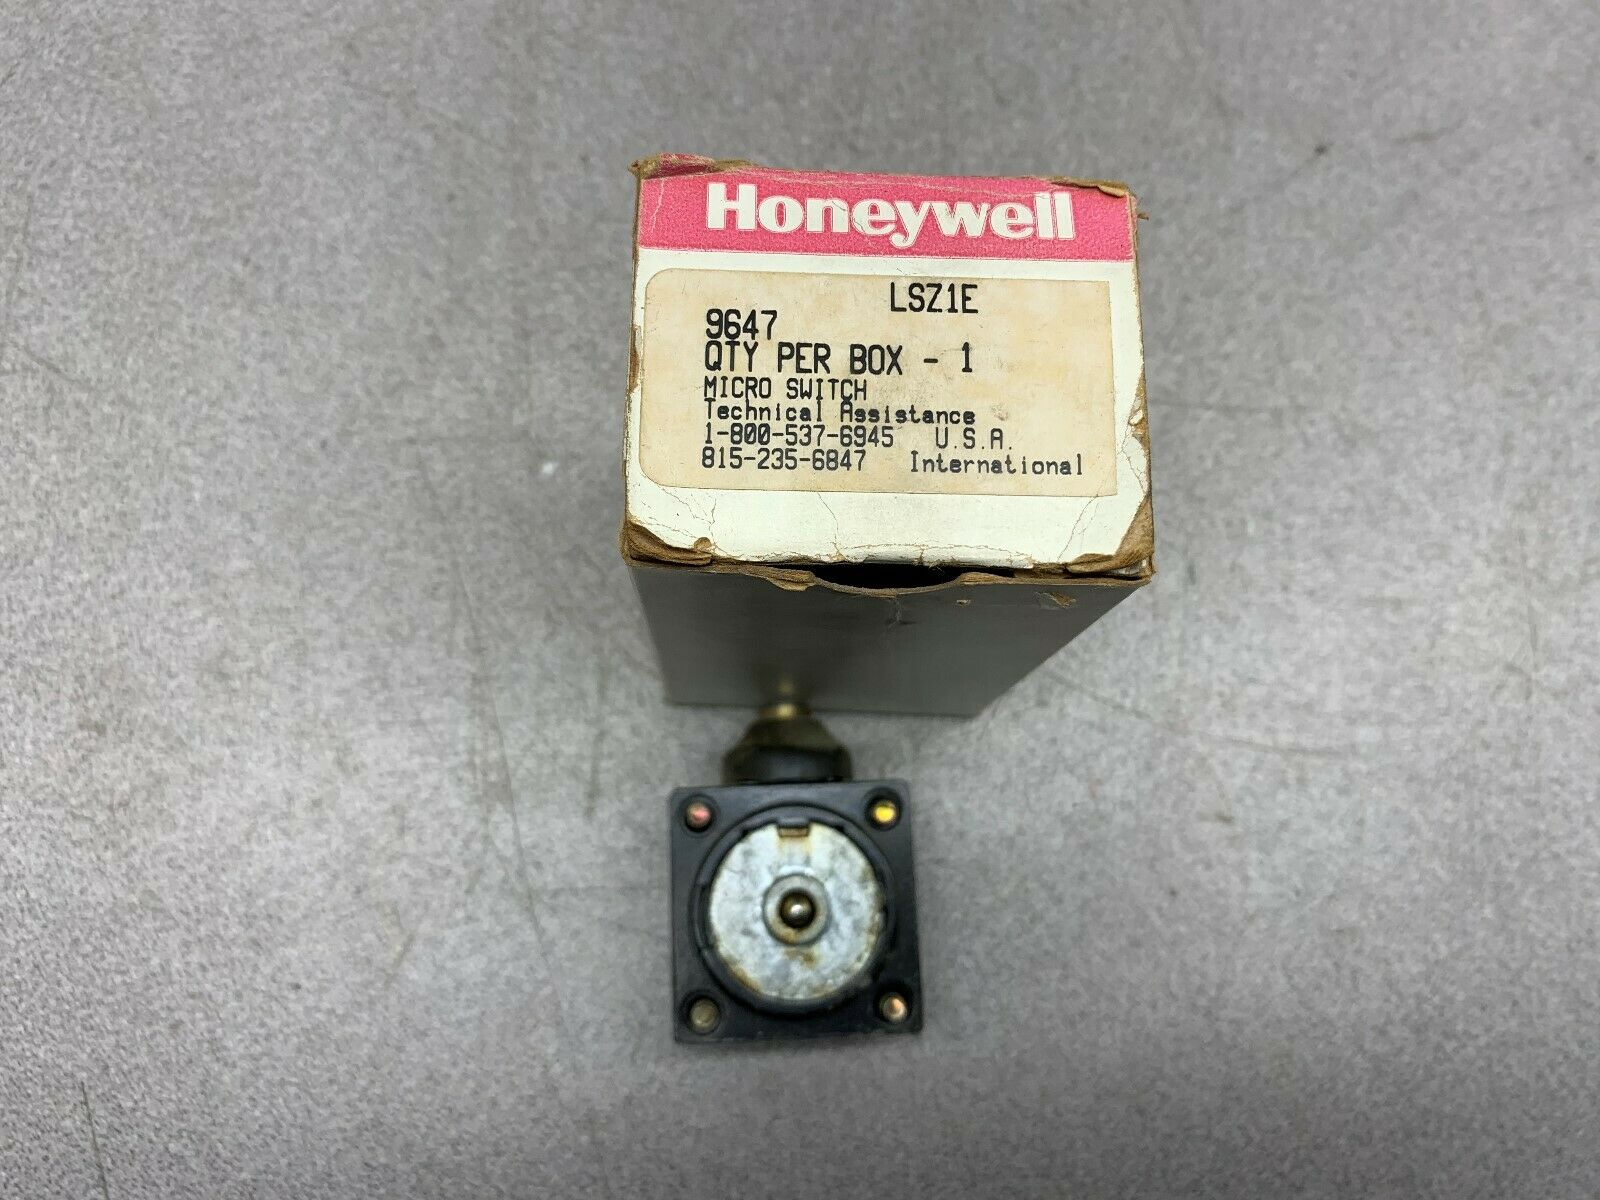 Honeywell
LSZ1E
9647
QTY PER BOX - 1
MICRO SWITCH
Technical Assistance
1-800-537-6945 U.S.A.
815-235-6847 International